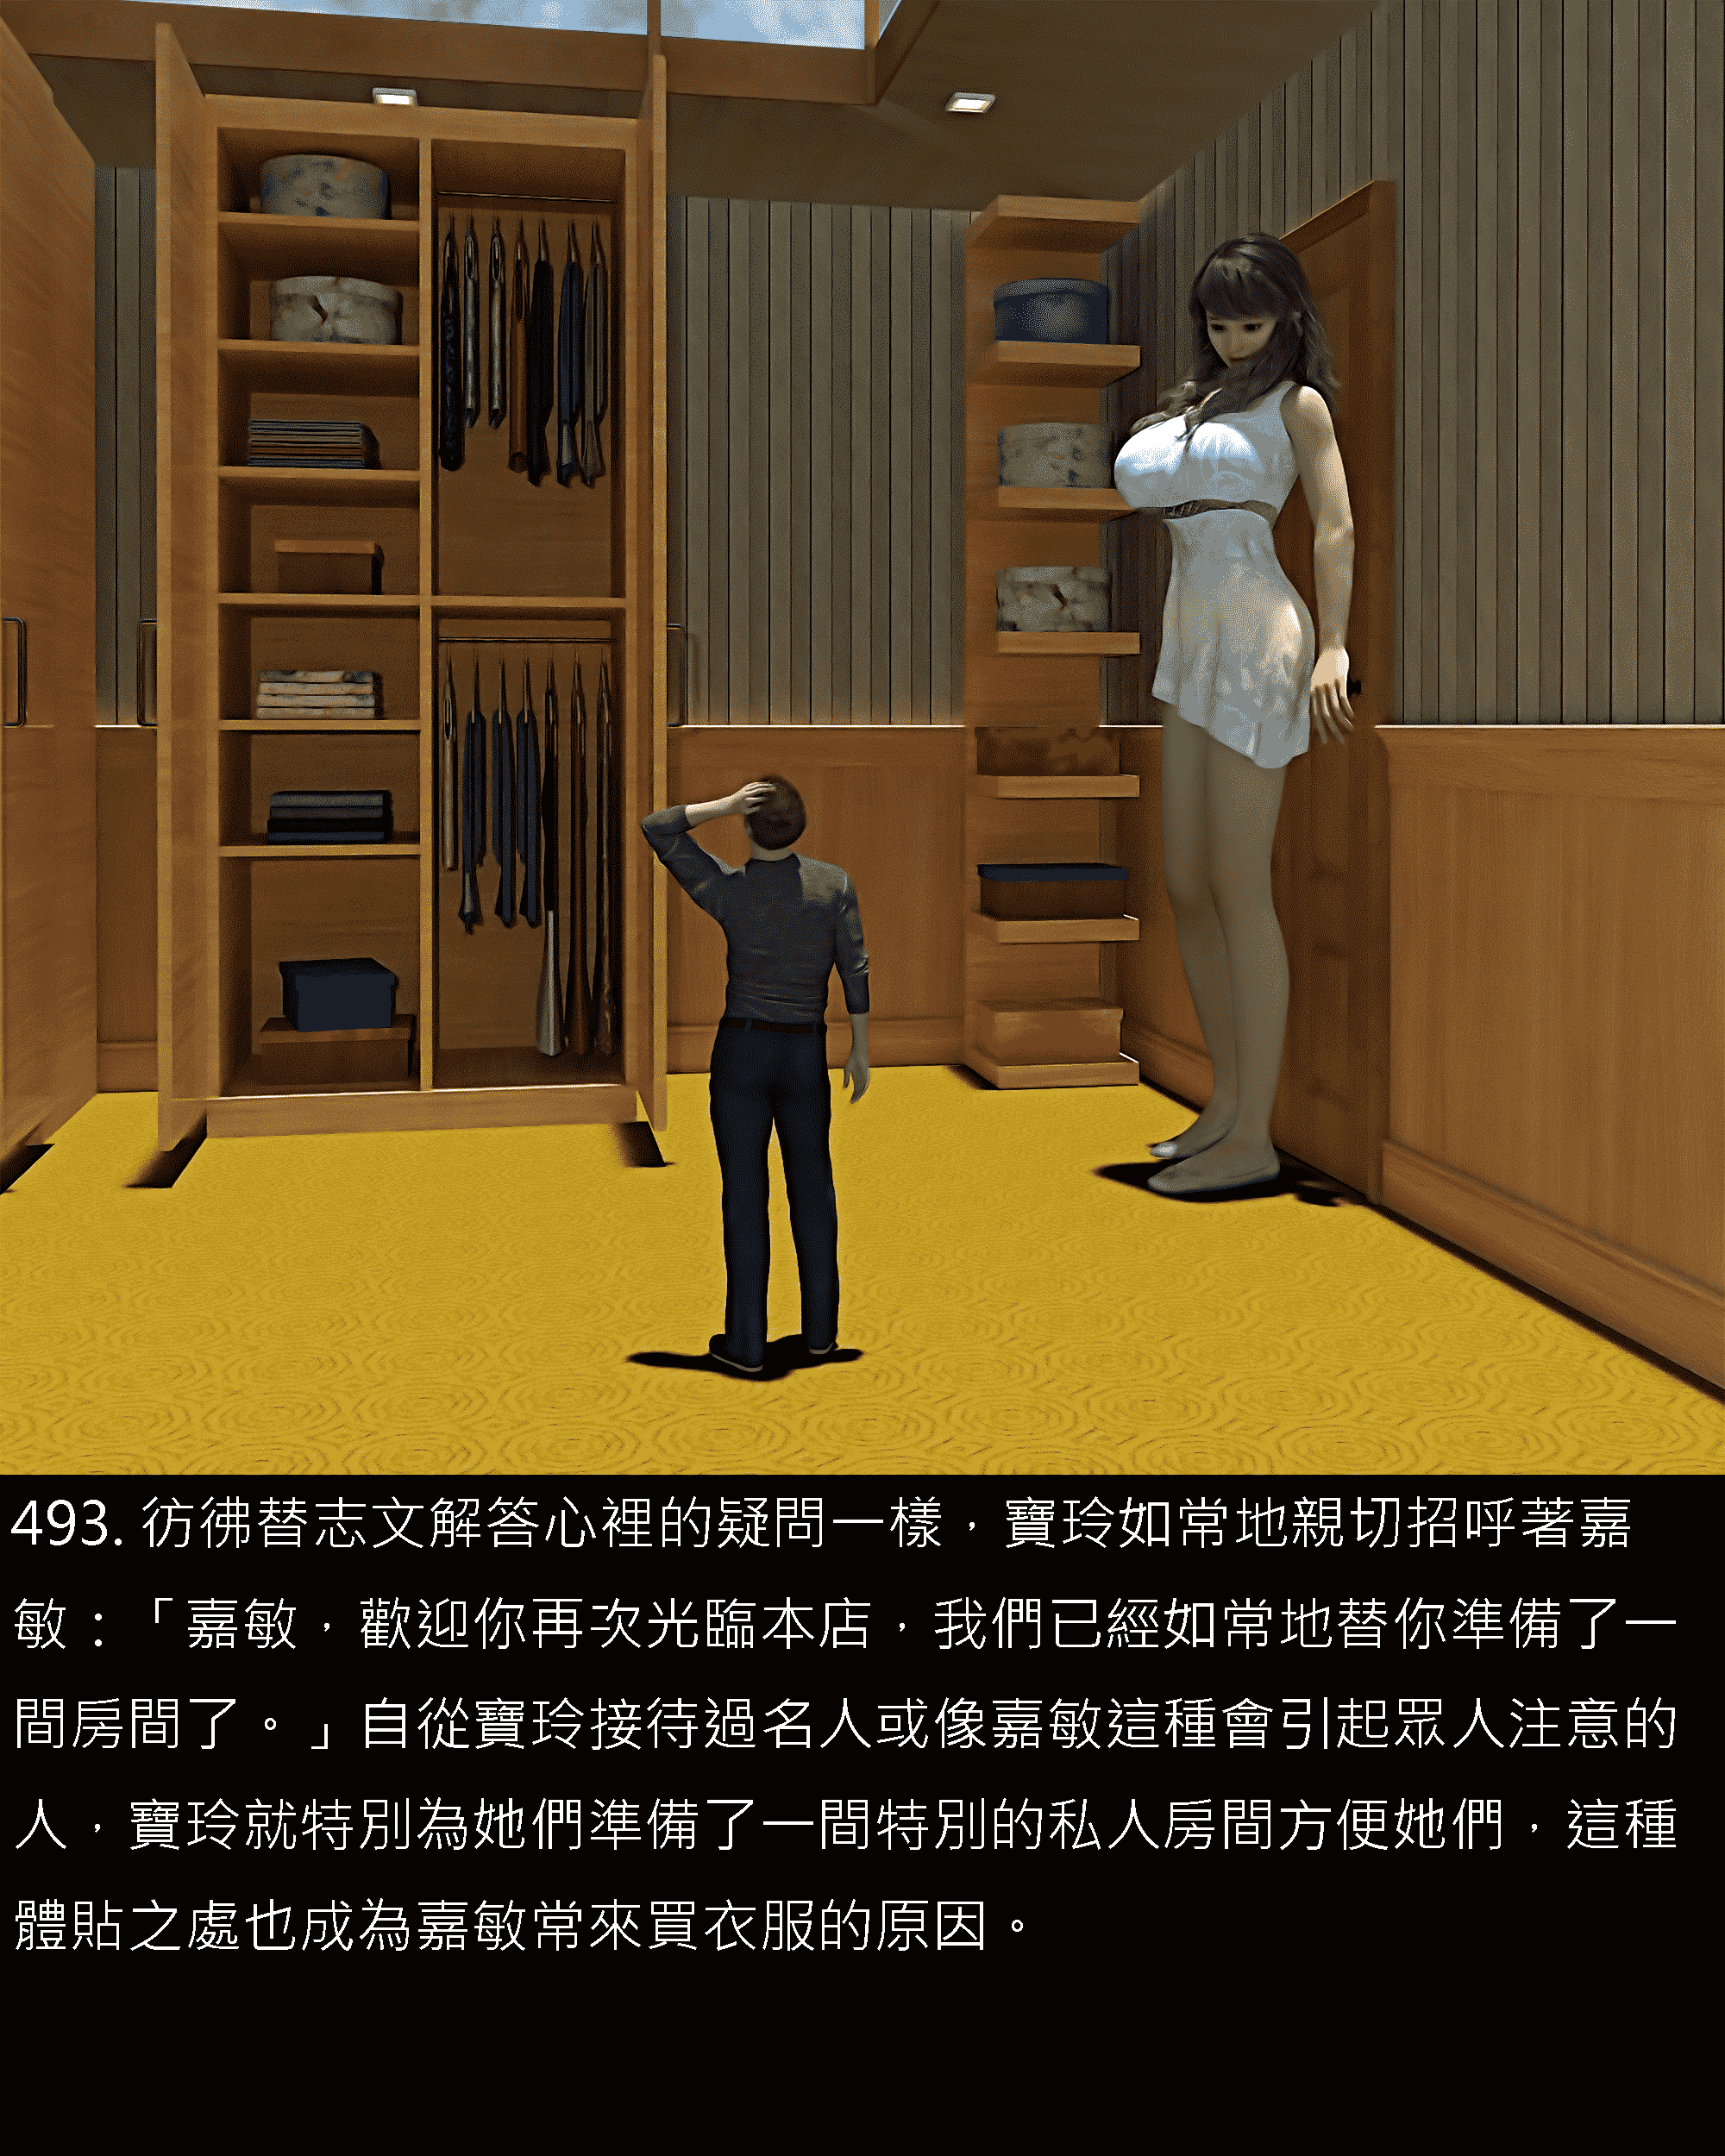 493. 彷彿替志文解答心裡的疑問一樣，寶玲如常地親切招呼著嘉
敏：「嘉敏，歡迎你再次光臨本店，我們已經如常地替你準備了一
間房間了。」自從寶玲接待過名人或像嘉敏這種會引起眾人注意的
人，寶玲就特別為她們準備了一間特別的私人房間方便她們，這種
體貼之處也成為嘉敏常來買衣服的原因。